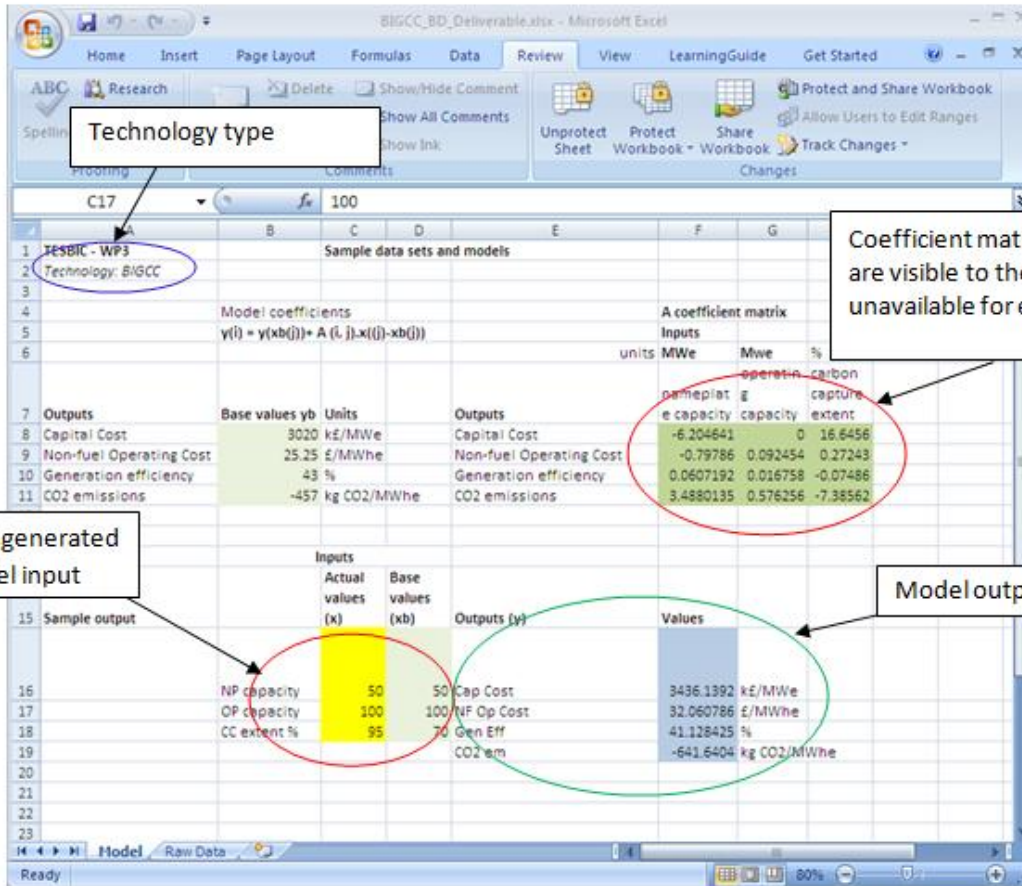 BIGCC_BD_Deliverable.xlsx - Microsoft Excel
Home Insert Page Layout Formulas Data Review View LearningGuide Get Started
ABC Research Delete Show/Hide Comment Protect and Share Workbook
Show All Comments Allow Users to Edit Ranges
Show Ink Unprotect Sheet Protect Workbook Share Workbook Track Changes
Proofing Comments Changes
Technology type
C17 fx 100
A B C D E F G
1 TESBIC - WP3 Sample data sets and models
2 Technology: BIGCC
3
4 Model coefficients A coefficient matrix
5 y(i) = y(xb(j))+ A (i, j).x((j)-xb(j)) Inputs
6 units MWe Mwe %
7 Outputs Base values yb Units Outputs nameplat e capacity operatin g capacity carbon capture extent
8 Capital Cost 3020 k£/MWe Capital Cost -6.204641 0 16.6456
9 Non-fuel Operating Cost 25.25 £/MWhe Non-fuel Operating Cost -0.79786 0.092454 0.27243
10 Generation efficiency 43 % Generation efficiency 0.0607192 0.016758 -0.07486
11 CO2 emissions -457 kg CO2/MWhe CO2 emissions 3.4880135 0.576256 -7.38562
Coefficient mat
are visible to the
unavailable for e
generated
el input
Model outp
Inputs
15 Sample output Actual values (x) Base values (xb) Outputs (y) Values
16 NP capacity 50 50 Cap Cost 3436.1392 k£/MWe
17 OP capacity 100 100 NF Op Cost 32.060786 £/MWhe
18 CC extent % 95 70 Gen Eff 41.128425 %
19 CO2 em -641.6404 kg CO2/MWhe
20
21
22
23
Model Raw Data
Ready 80%